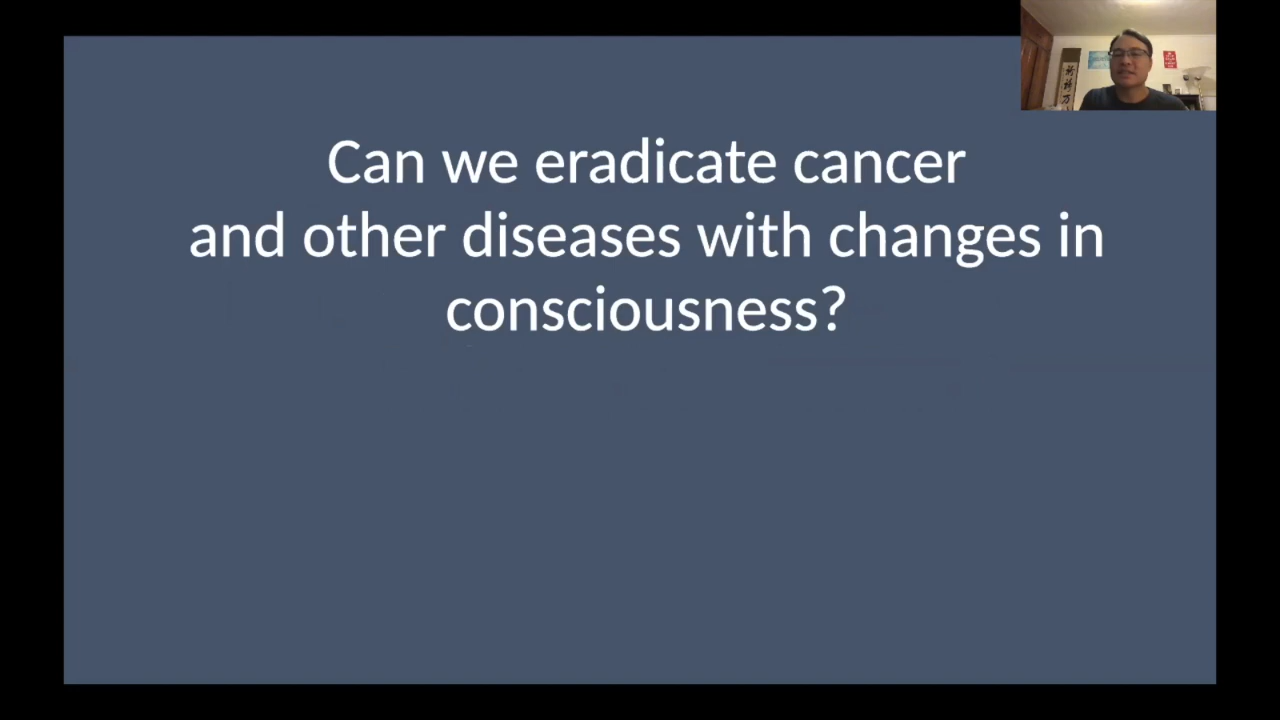 Can we eradicate cancer
and other diseases with changes in
consciousness?